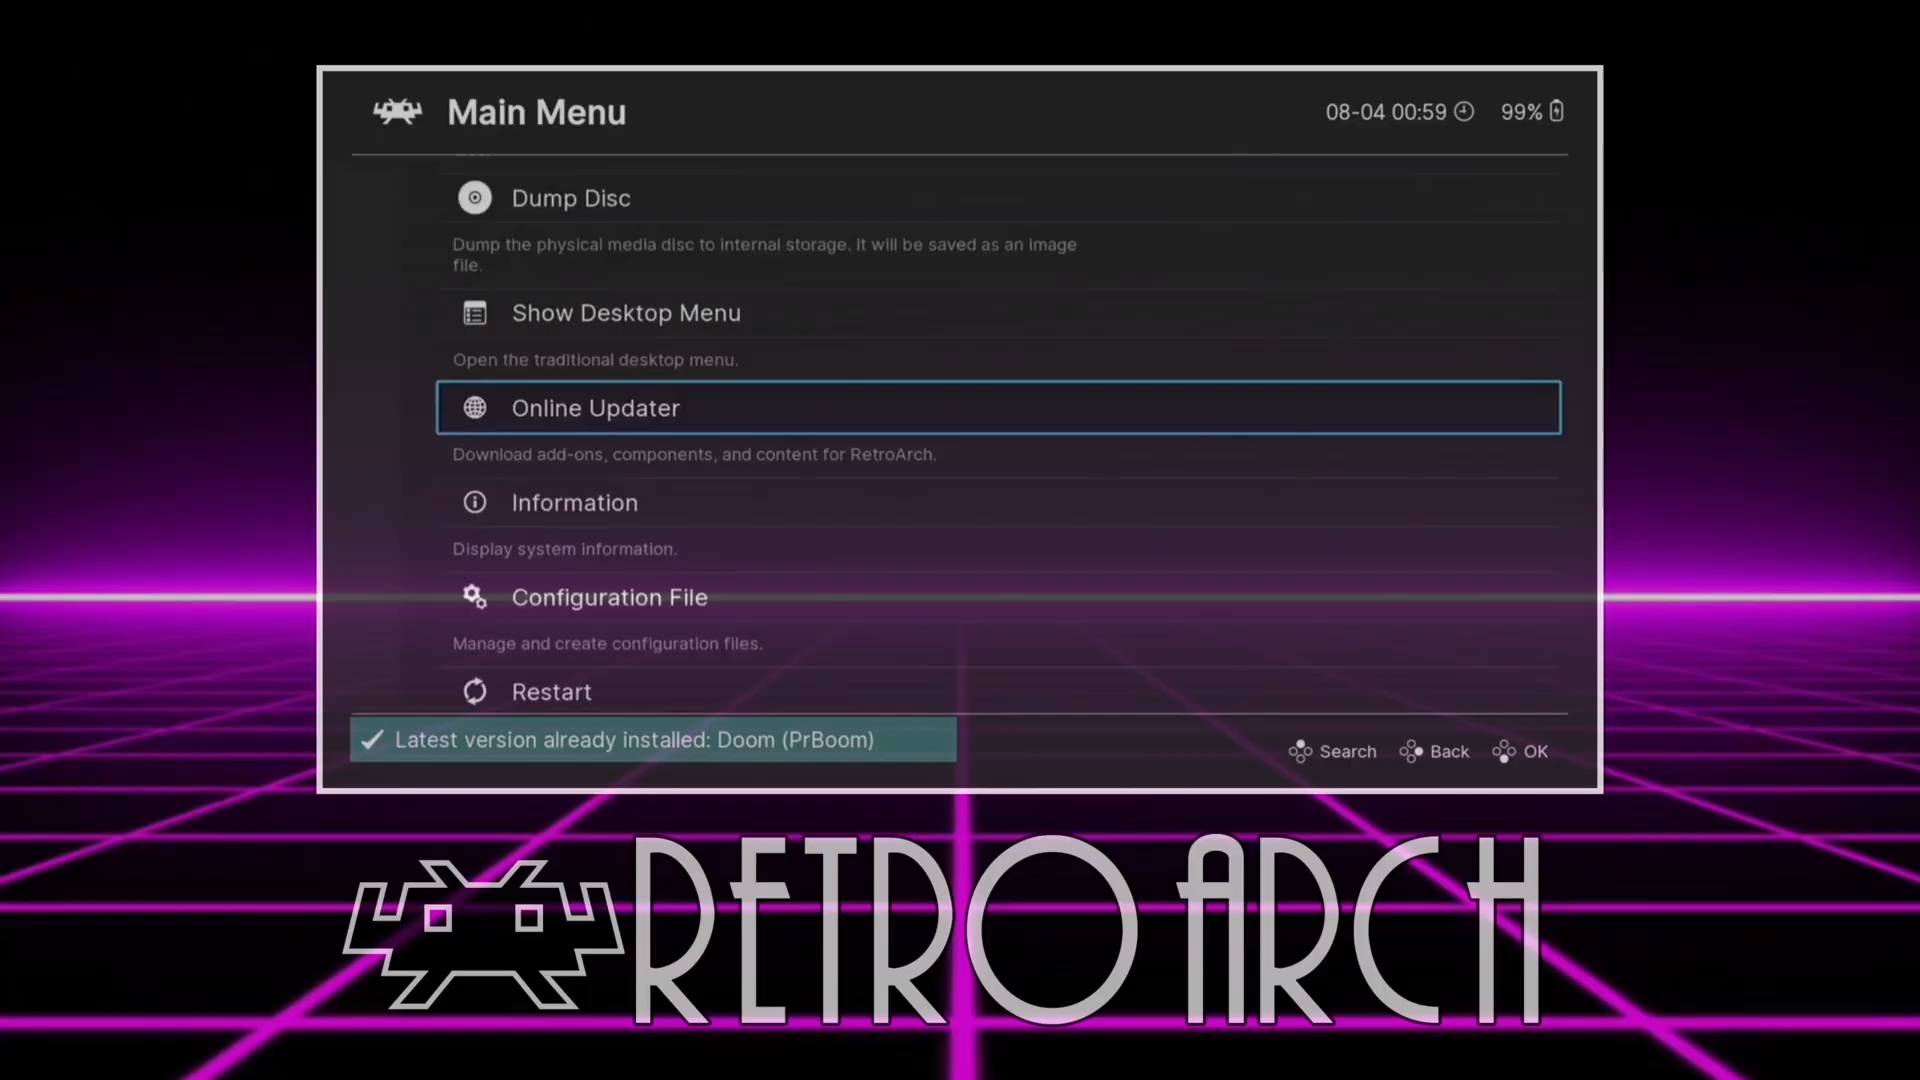 Main Menu
08-04 00:59
99%
Dump Disc
Dump the physical media disc to internal storage. It will be saved as an image
file.
Show Desktop Menu
Open the traditional desktop menu.
Online Updater
Download add-ons, components, and content for RetroArch.
Information
Display system information.
Configuration File
Manage and create configuration files.
Restart
Latest version already installed: Doom (PrBoom)
Search
Back
OK
RETRO ARCH